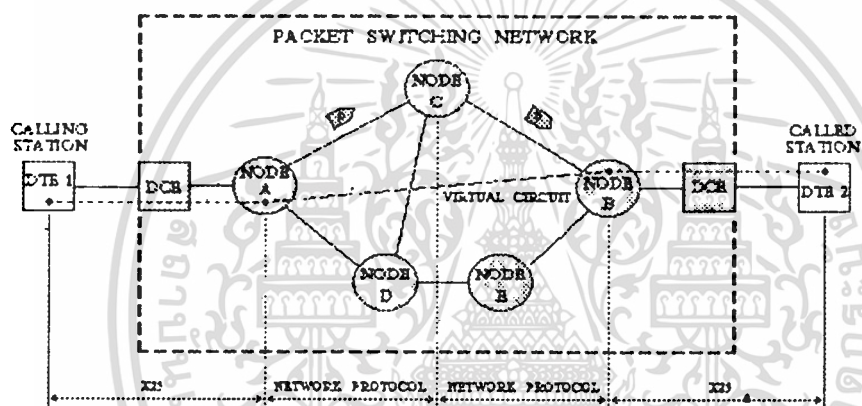 PACKET SWITCHING NETWORK
NODE
C
CALLING
STATION
CALLED
STATION
DTE 1
DCE
NODE
A
VIRTUAL CIRCUIT
NODE
B
DCE
DTE 2
NODE
D
NODE
E
X25
NETWORK PROTOCOL
NETWORK PROTOCOL
X25